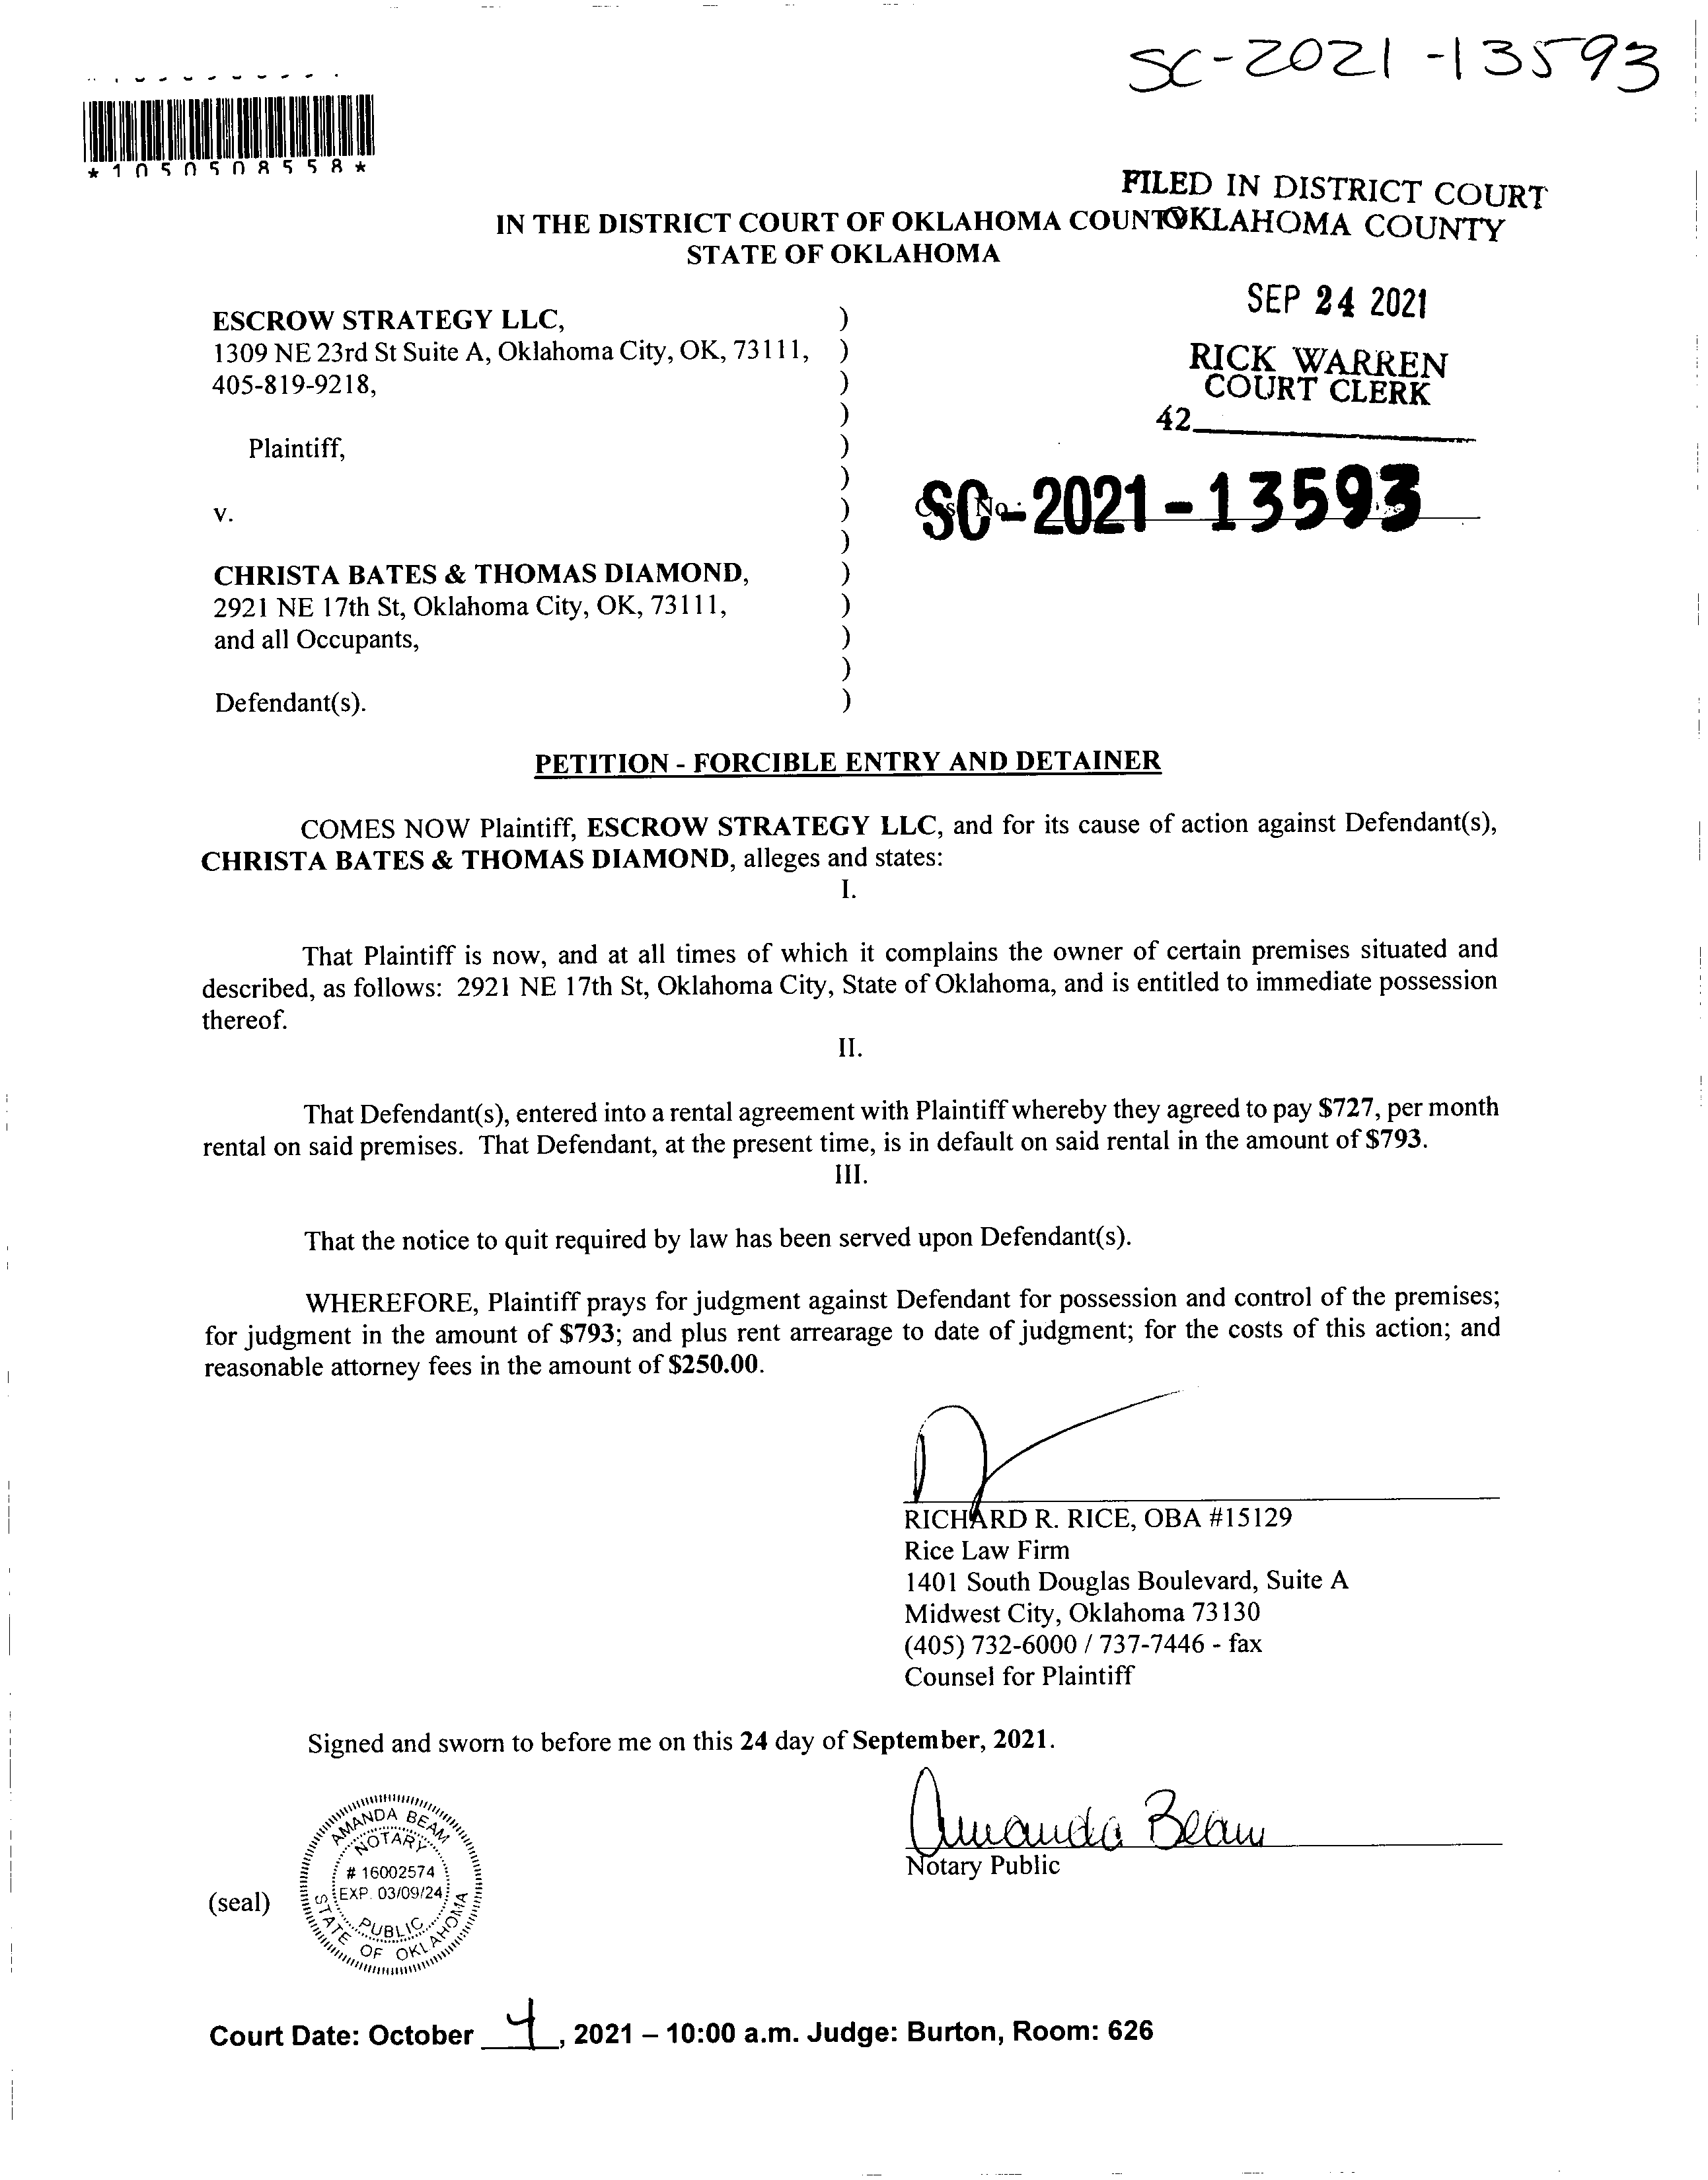 SC-2021-13593
*1050508558*
FILED IN DISTRICT COURT
OKLAHOMA COUNTY
IN THE DISTRICT COURT OF OKLAHOMA COUNTY
STATE OF OKLAHOMA
SEP 24 2021
RICK WARREN
COURT CLERK
42
ESCROW STRATEGY LLC, )
1309 NE 23rd St Suite A, Oklahoma City, OK, 73111, )
405-819-9218, )
)
Plaintiff, )
)
v. ) Case No.: SC-2021-13593
)
CHRISTA BATES & THOMAS DIAMOND, )
2921 NE 17th St, Oklahoma City, OK, 73111, )
and all Occupants, )
)
Defendant(s). )
PETITION - FORCIBLE ENTRY AND DETAINER
COMES NOW Plaintiff, ESCROW STRATEGY LLC, and for its cause of action against Defendant(s),
CHRISTA BATES & THOMAS DIAMOND, alleges and states:
I.
That Plaintiff is now, and at all times of which it complains the owner of certain premises situated and
described, as follows: 2921 NE 17th St, Oklahoma City, State of Oklahoma, and is entitled to immediate possession
thereof.
II.
That Defendant(s), entered into a rental agreement with Plaintiff whereby they agreed to pay $727, per month
rental on said premises. That Defendant, at the present time, is in default on said rental in the amount of $793.
III.
That the notice to quit required by law has been served upon Defendant(s).
WHEREFORE, Plaintiff prays for judgment against Defendant for possession and control of the premises;
for judgment in the amount of $793; and plus rent arrearage to date of judgment; for the costs of this action; and
reasonable attorney fees in the amount of $250.00.
RICHARD R. RICE, OBA #15129
Rice Law Firm
1401 South Douglas Boulevard, Suite A
Midwest City, Oklahoma 73130
(405) 732-6000 / 737-7446 - fax
Counsel for Plaintiff
Signed and sworn to before me on this 24 day of September, 2021.
Amanda Beam
Notary Public
(seal)
AMANDA BEAM
NOTARY
# 16002574
EXP. 03/09/24
PUBLIC
STATE OF OKLAHOMA
Court Date: October 4, 2021 – 10:00 a.m. Judge: Burton, Room: 626